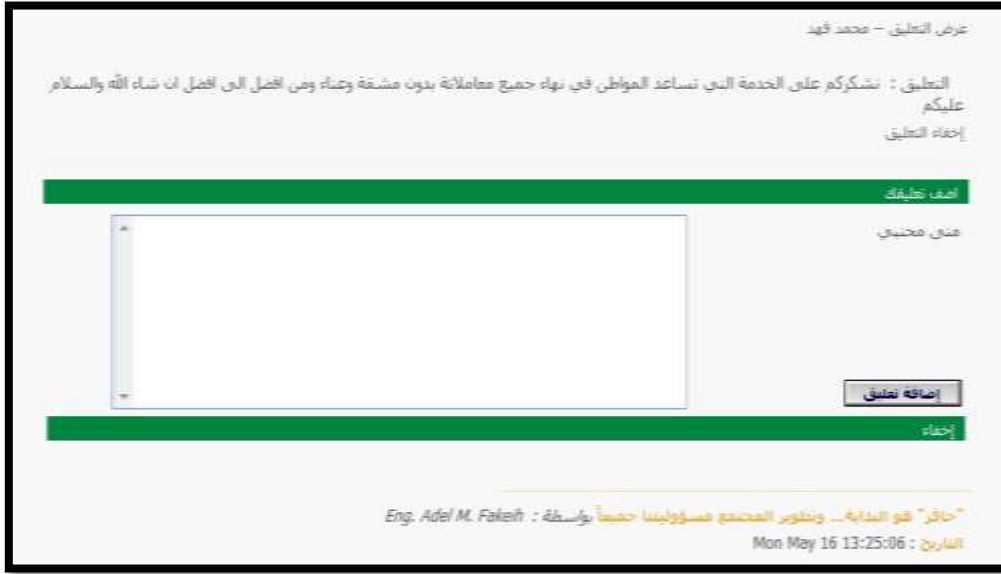 عرض التعليق – محمد فهد
التعليق : نشكركم على الخدمة التي تساعد المواطن في نهاء جميع معاملاتة بدون مشقة وعناء ومن افضل الى افضل ان شاء الله والسلام
عليكم
إخفاء التعليق
اضف تعليقك
منى محتبي
إضافة تعليق
إخفاء
"حافز" هو البداية... وتطوير المجتمع مسؤوليتنا جميعاً بواسطة : Eng. Adel M. Fakeih
التاريخ : Mon May 16 13:25:06